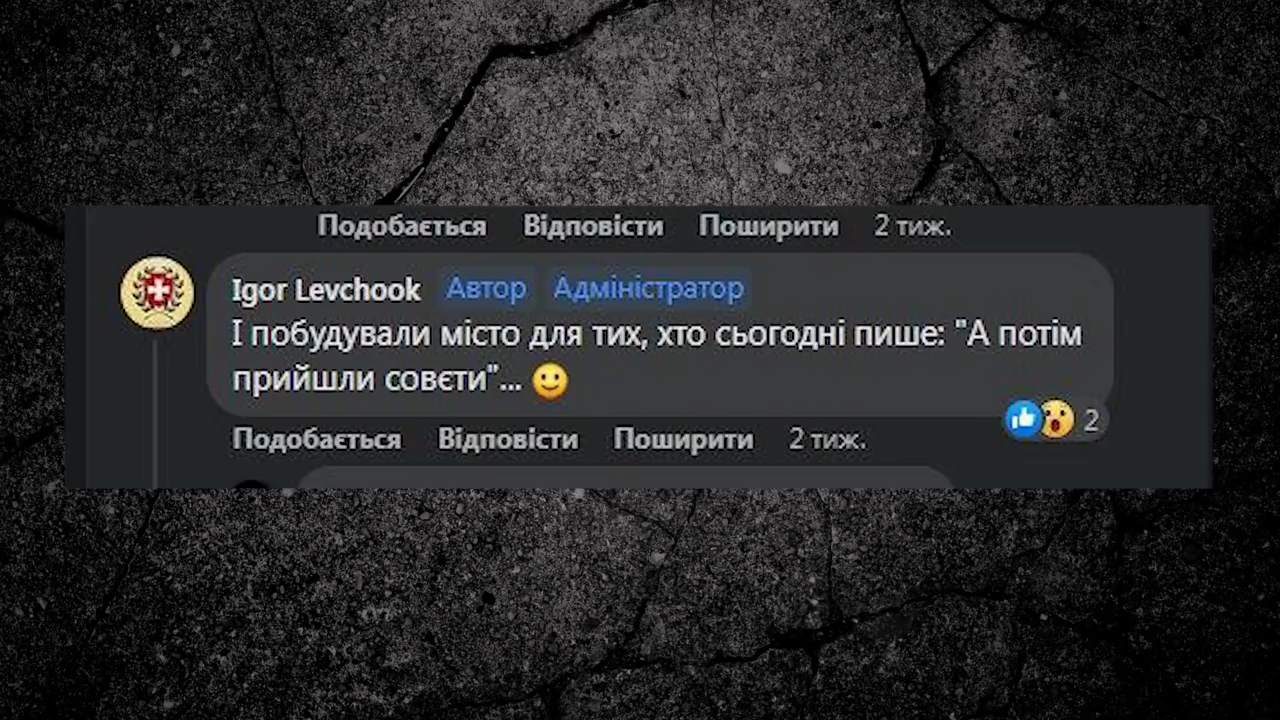 Подобається Відповісти Поширити 2 тиж.
Igor Levchook Автор Адміністратор
І побудували місто для тих, хто сьогодні пише: "А потім
прийшли совєти"... 🙂
2
Подобається Відповісти Поширити 2 тиж.